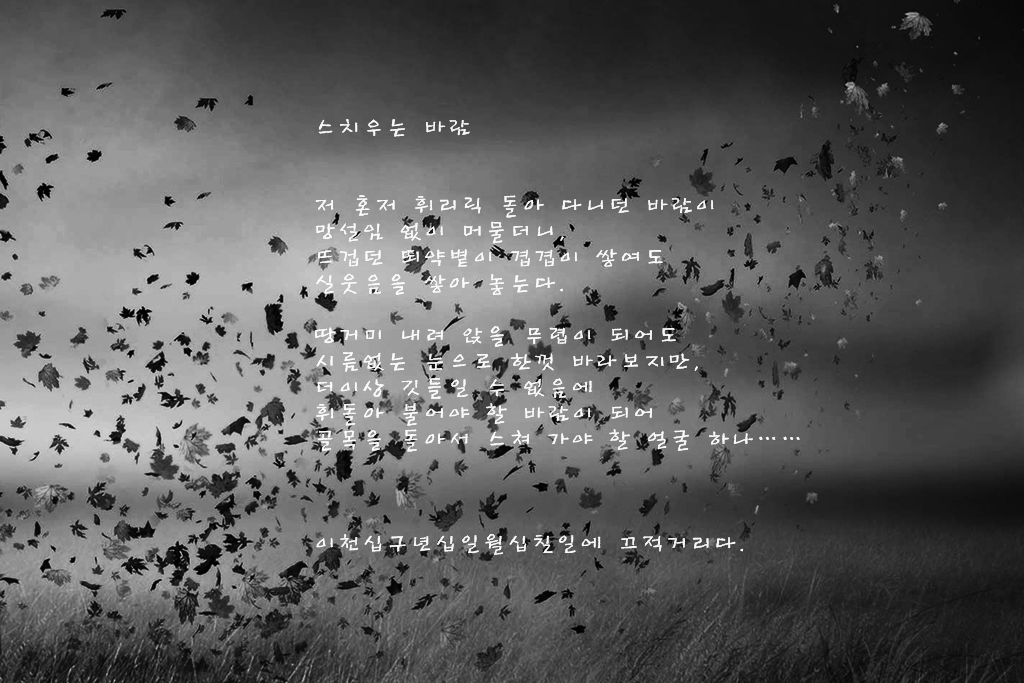 스치우는 바람
저 혼저 휘리릭 돌아 다니던 바람이
망설임 없이 머물더니,
뜨겁던 뙤약볕이 겹겹이 쌓여도
실웃음을 쌓아 놓는다.
땅거미 내려 앉을 무렵이 되어도
시름없는 눈으로 한껏 바라보지만,
더이상 깃들일 수 없음에
휘돌아 불어야 할 바람이 되어
골목을 돌아서 스쳐 가야 할 얼굴 하나……
이천십구년십일월십칠일에 끄적거리다.